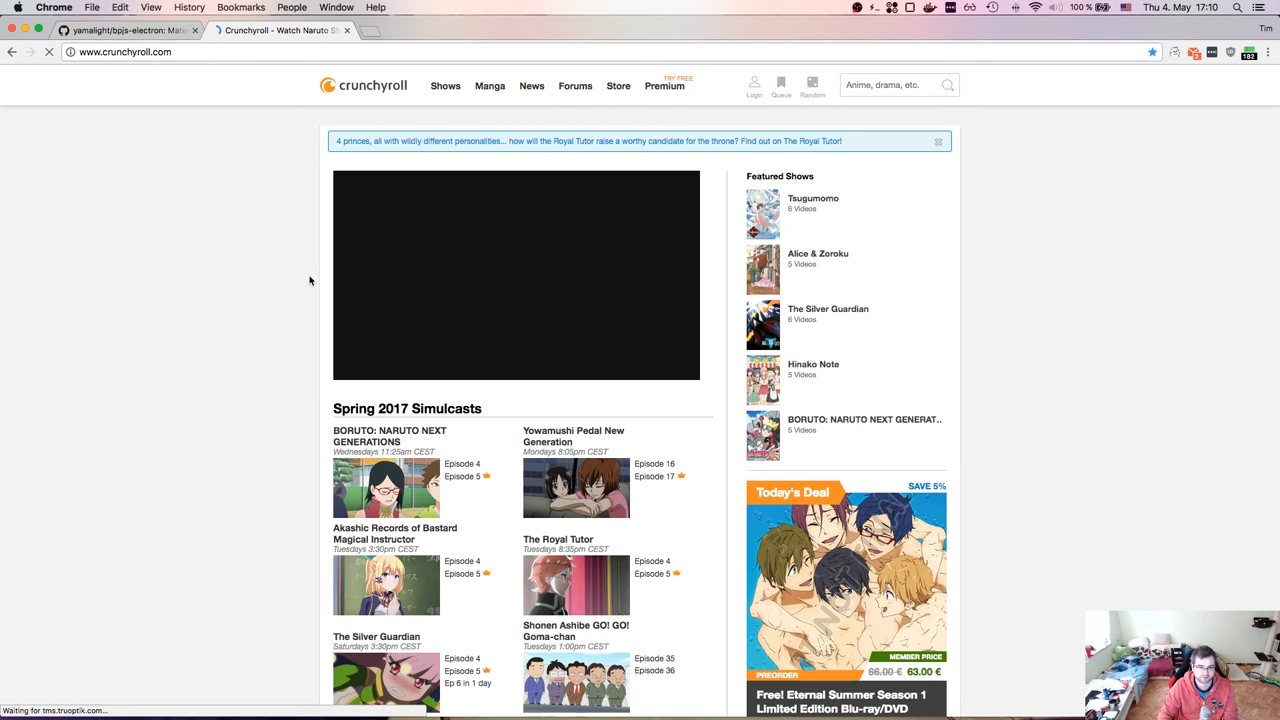 Chrome File Edit View History Bookmarks People Window Help
100 % Thu 4. May 17:10
yamalight/bpjs-electron: Mate
Crunchyroll - Watch Naruto S
Tim
www.crunchyroll.com
2
182
crunchyroll
Shows Manga News Forums Store Premium
TRY FREE
Login Queue Random
Anime, drama, etc.
4 princes, all with wildly different personalities... how will the Royal Tutor raise a worthy candidate for the throne? Find out on The Royal Tutor!
Featured Shows
Tsugumomo
6 Videos
Alice & Zoroku
5 Videos
The Silver Guardian
6 Videos
Hinako Note
5 Videos
BORUTO: NARUTO NEXT GENERAT..
5 Videos
Spring 2017 Simulcasts
BORUTO: NARUTO NEXT
GENERATIONS
Wednesdays 11:25am CEST
Episode 4
Episode 5
Yowamushi Pedal New
Generation
Mondays 8:05pm CEST
Episode 16
Episode 17
Akashic Records of Bastard
Magical Instructor
Tuesdays 3:30pm CEST
Episode 4
Episode 5
The Royal Tutor
Tuesdays 8:35pm CEST
Episode 4
Episode 5
The Silver Guardian
Saturdays 3:30pm CEST
Episode 4
Episode 5
Ep 6 in 1 day
Shonen Ashibe GO! GO!
Goma-chan
Tuesdays 1:00pm CEST
Episode 35
Episode 36
Today's Deal
SAVE 5%
MEMBER PRICE
PREORDER
66.00 € 63.00 €
Free! Eternal Summer Season 1
Limited Edition Blu-ray/DVD
Waiting for tms.truoptik.com...